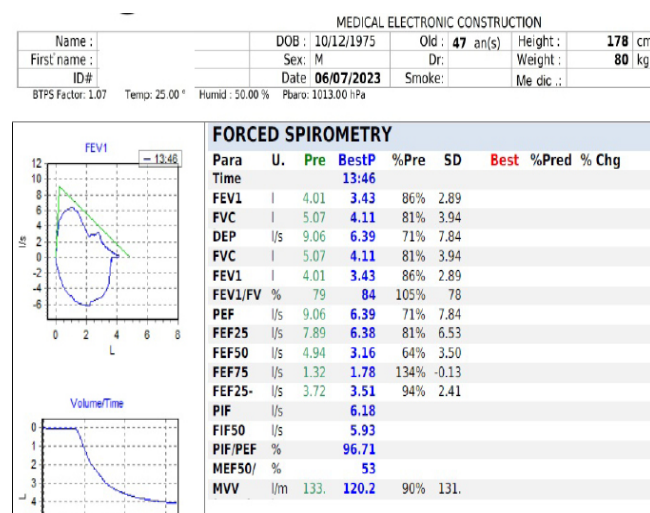 MEDICAL ELECTRONIC CONSTRUCTION
Name : DOB : 10/12/1975 Old : 47 an(s) Height : 178 cm
First name : Sex: M Dr: Weight : 80 kg
ID# Date 06/07/2023 Smoke: Me dic .:
BTPS Factor: 1.07 Temp: 25.00 ° Humid : 50.00 % Pbaro: 1013.00 hPa
FORCED SPIROMETRY
Para U. Pre BestP %Pre SD Best %Pred % Chg
Time 13:46
FEV1 l 4.01 3.43 86% 2.89
FVC l 5.07 4.11 81% 3.94
DEP l/s 9.06 6.39 71% 7.84
FVC l 5.07 4.11 81% 3.94
FEV1 l 4.01 3.43 86% 2.89
FEV1/FV % 79 84 105% 78
PEF l/s 9.06 6.39 71% 7.84
FEF25 l/s 7.89 6.38 81% 6.53
FEF50 l/s 4.94 3.16 64% 3.50
FEF75 l/s 1.32 1.78 134% -0.13
FEF25- l/s 3.72 3.51 94% 2.41
PIF l/s 6.18
FIF50 l/s 5.93
PIF/PEF % 96.71
MEF50/ % 53
MVV l/m 133. 120.2 90% 131.
FEV1
13:46
12
10
8
6
4
2
0
-2
-4
-6
l/s
0 2 4 6 8
L
Volume/Time
0
1
2
3
4
L